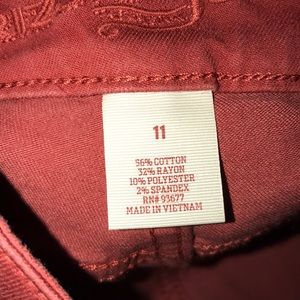 11
56% COTTON
32% RAYON
10% POLYESTER
2% SPANDEX
RN# 93677
MADE IN VIETNAM